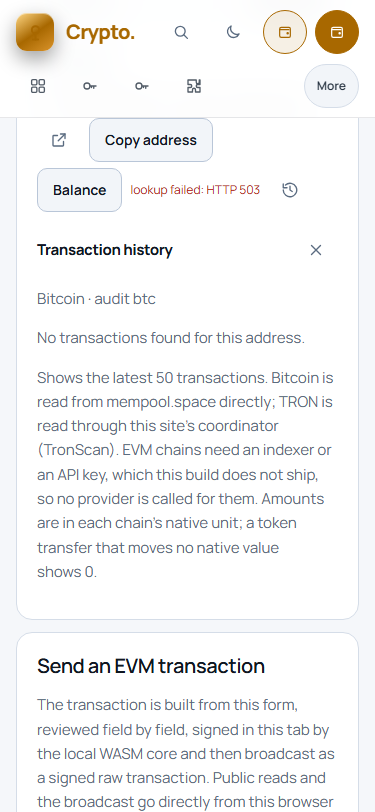 Crypto.
More
Copy address
Balance lookup failed: HTTP 503
Transaction history
Bitcoin · audit btc
No transactions found for this address.
Shows the latest 50 transactions. Bitcoin is
read from mempool.space directly; TRON is
read through this site's coordinator
(TronScan). EVM chains need an indexer or
an API key, which this build does not ship,
so no provider is called for them. Amounts
are in each chain's native unit; a token
transfer that moves no native value
shows 0.
Send an EVM transaction
The transaction is built from this form,
reviewed field by field, signed in this tab by
the local WASM core and then broadcast as
a signed raw transaction. Public reads and
the broadcast go directly from this browser